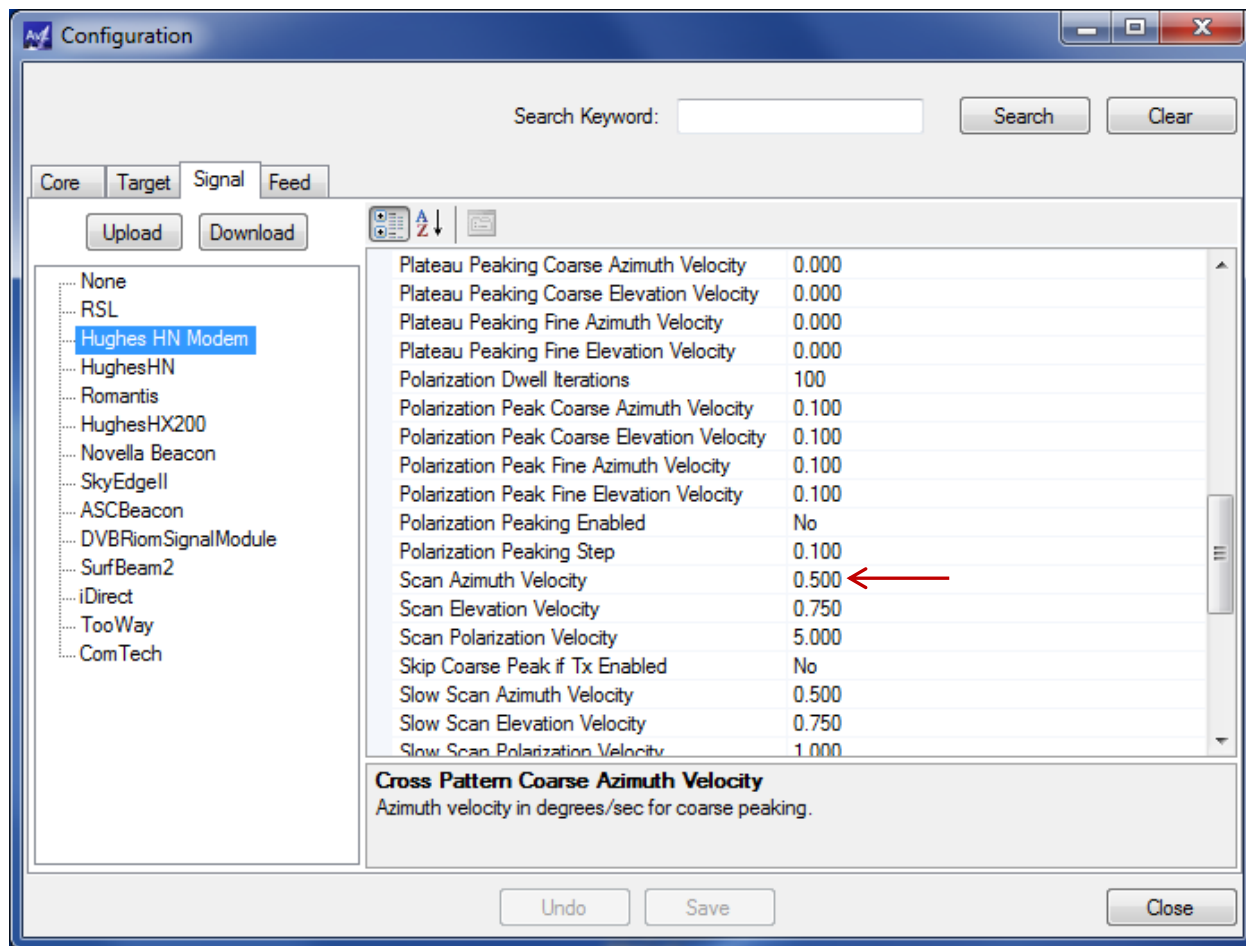 Configuration
Search Keyword:
Search
Clear
Core
Target
Signal
Feed
Upload
Download
None
RSL
Hughes HN Modem
HughesHN
Romantis
HughesHX200
Novella Beacon
SkyEdgeII
ASCBeacon
DVBRiomSignalModule
SurfBeam2
iDirect
TooWay
ComTech
Plateau Peaking Coarse Azimuth Velocity 0.000
Plateau Peaking Coarse Elevation Velocity 0.000
Plateau Peaking Fine Azimuth Velocity 0.000
Plateau Peaking Fine Elevation Velocity 0.000
Polarization Dwell Iterations 100
Polarization Peak Coarse Azimuth Velocity 0.100
Polarization Peak Coarse Elevation Velocity 0.100
Polarization Peak Fine Azimuth Velocity 0.100
Polarization Peak Fine Elevation Velocity 0.100
Polarization Peaking Enabled No
Polarization Peaking Step 0.100
Scan Azimuth Velocity 0.500
Scan Elevation Velocity 0.750
Scan Polarization Velocity 5.000
Skip Coarse Peak if Tx Enabled No
Slow Scan Azimuth Velocity 0.500
Slow Scan Elevation Velocity 0.750
Slow Scan Polarization Velocity 1.000
Cross Pattern Coarse Azimuth Velocity
Azimuth velocity in degrees/sec for coarse peaking.
Undo
Save
Close